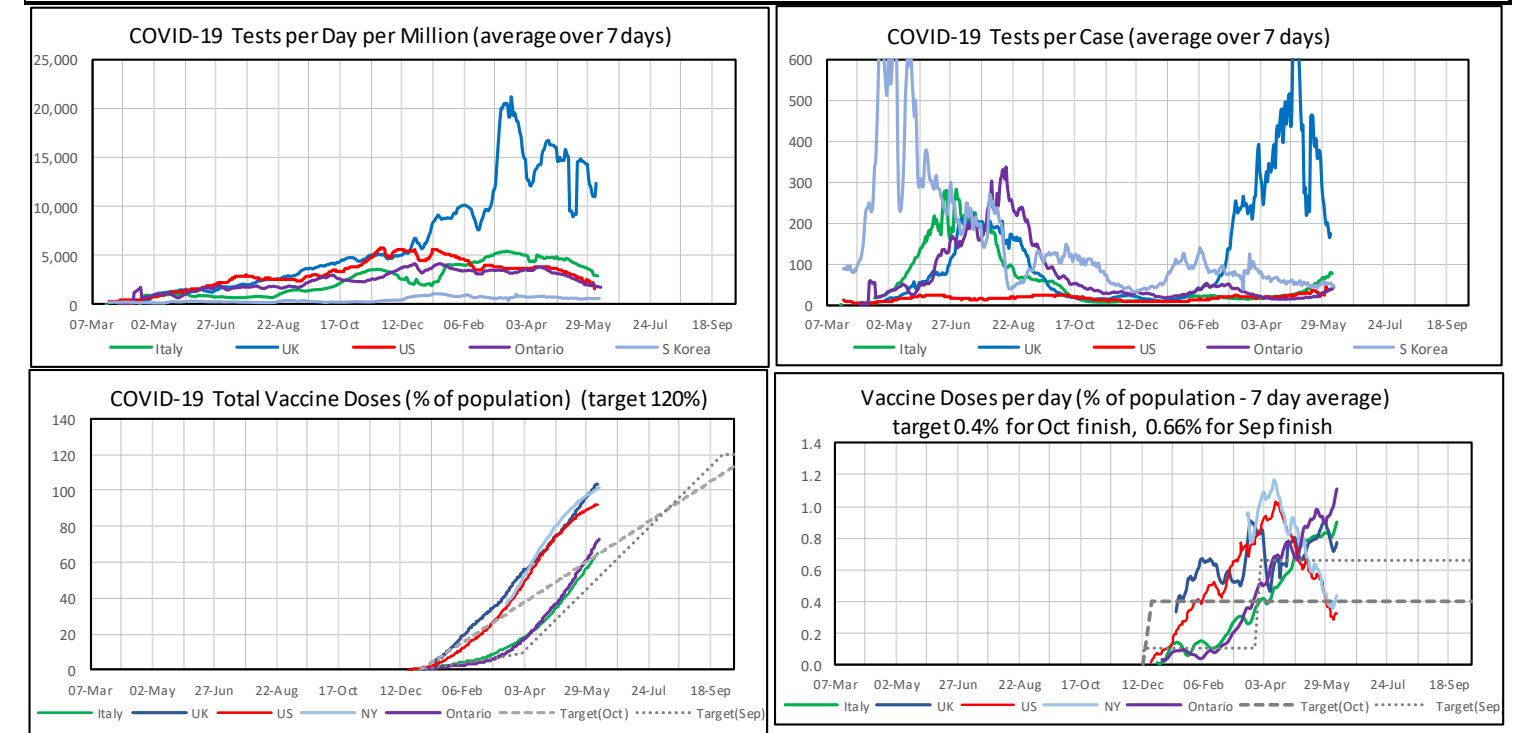 COVID-19 Tests per Day per Million (average over 7 days)
25,000
20,000
15,000
10,000
5,000
0
07-Mar 02-May 27-Jun 22-Aug 17-Oct 12-Dec 06-Feb 03-Apr 29-May 24-Jul 18-Sep
Italy UK US Ontario S Korea
COVID-19 Tests per Case (average over 7 days)
600
500
400
300
200
100
0
07-Mar 02-May 27-Jun 22-Aug 17-Oct 12-Dec 06-Feb 03-Apr 29-May 24-Jul 18-Sep
Italy UK US Ontario S Korea
COVID-19 Total Vaccine Doses (% of population) (target 120%)
140
120
100
80
60
40
20
0
07-Mar 02-May 27-Jun 22-Aug 17-Oct 12-Dec 06-Feb 03-Apr 29-May 24-Jul 18-Sep
Italy UK US NY Ontario Target(Oct) Target(Sep)
Vaccine Doses per day (% of population - 7 day average)
target 0.4% for Oct finish, 0.66% for Sep finish
1.4
1.2
1.0
0.8
0.6
0.4
0.2
0.0
07-Mar 02-May 27-Jun 22-Aug 17-Oct 12-Dec 06-Feb 03-Apr 29-May 24-Jul 18-Sep
Italy UK US NY Ontario Target(Oct) Target(Sep